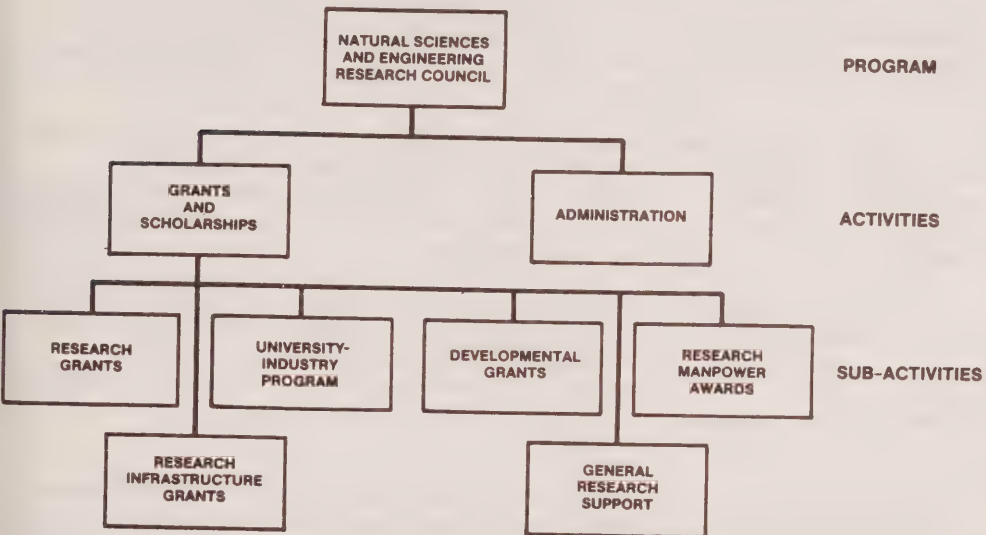 NATURAL SCIENCES
AND ENGINEERING
RESEARCH COUNCIL
PROGRAM
GRANTS
AND
SCHOLARSHIPS
ADMINISTRATION
ACTIVITIES
RESEARCH
GRANTS
UNIVERSITY-
INDUSTRY
PROGRAM
DEVELOPMENTAL
GRANTS
RESEARCH
MANPOWER
AWARDS
SUB-ACTIVITIES
RESEARCH
INFRASTRUCTURE
GRANTS
GENERAL
RESEARCH
SUPPORT